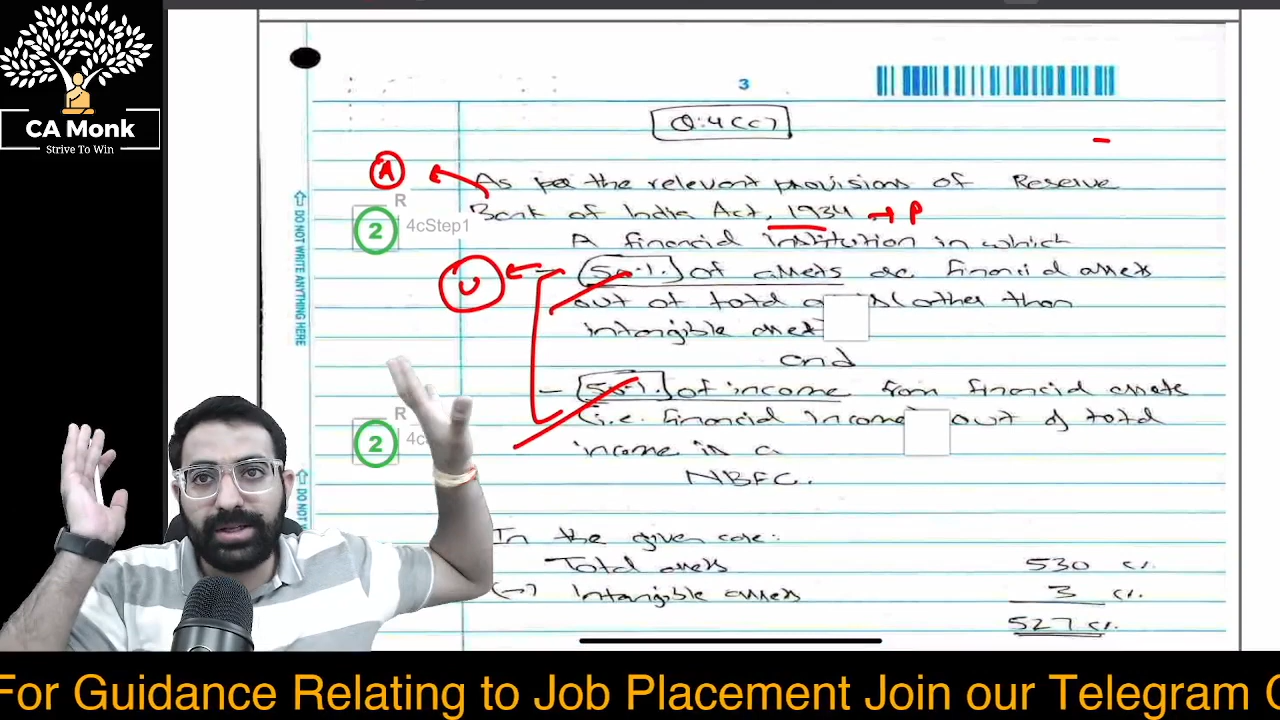 CA Monk
Strive To Win
3
Q:4(c)
A
As per the relevent provisions of Reserve
R
Bank of India Act, 1934 → P
2
4cStep1
A financial institution in which
U
- 50% of assets are financial assets
out of total (other than
intangible asset
and
- 50% of income from financial assets
R
(i.e. financial income out of total
2
income is a
NBFC.
In the given case:
Total assets 530 cr.
(-) Intangible assets 3 cr.
527 cr.
DO NOT WRITE ANYTHING HERE
For Guidance Relating to Job Placement Join our Telegram